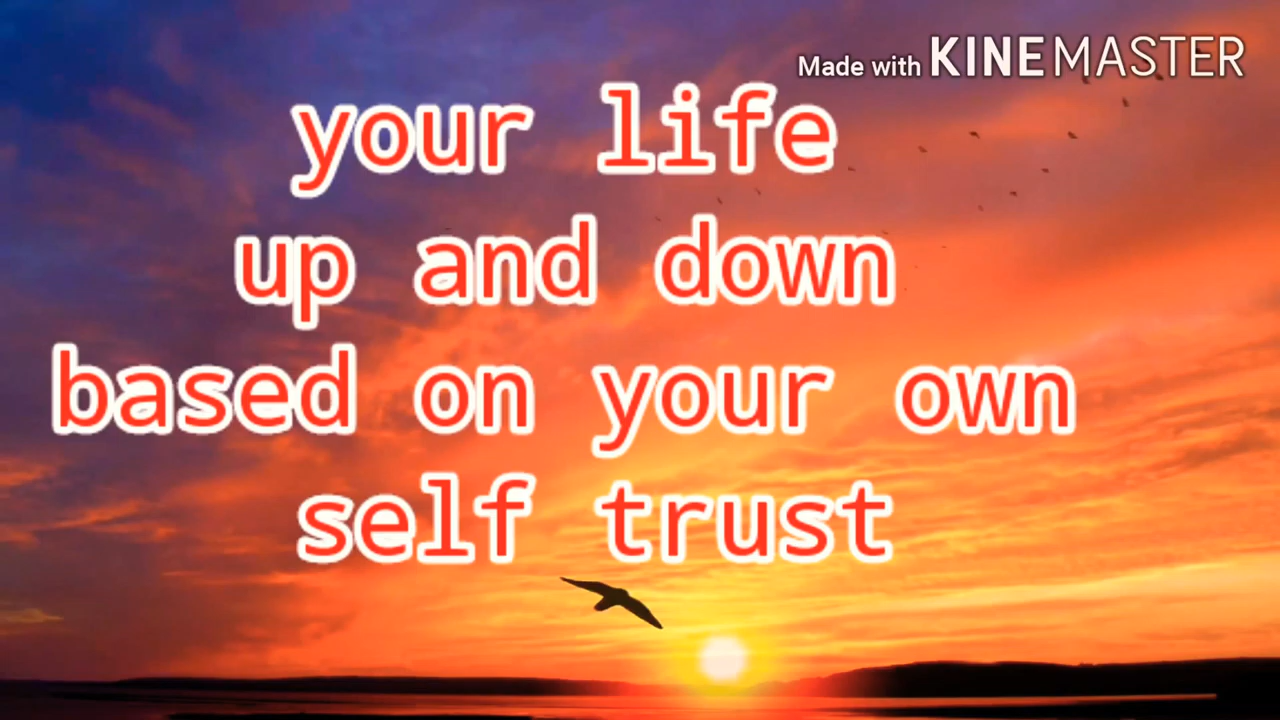 Made with KINEMASTER
your life
up and down
based on your own
self trust